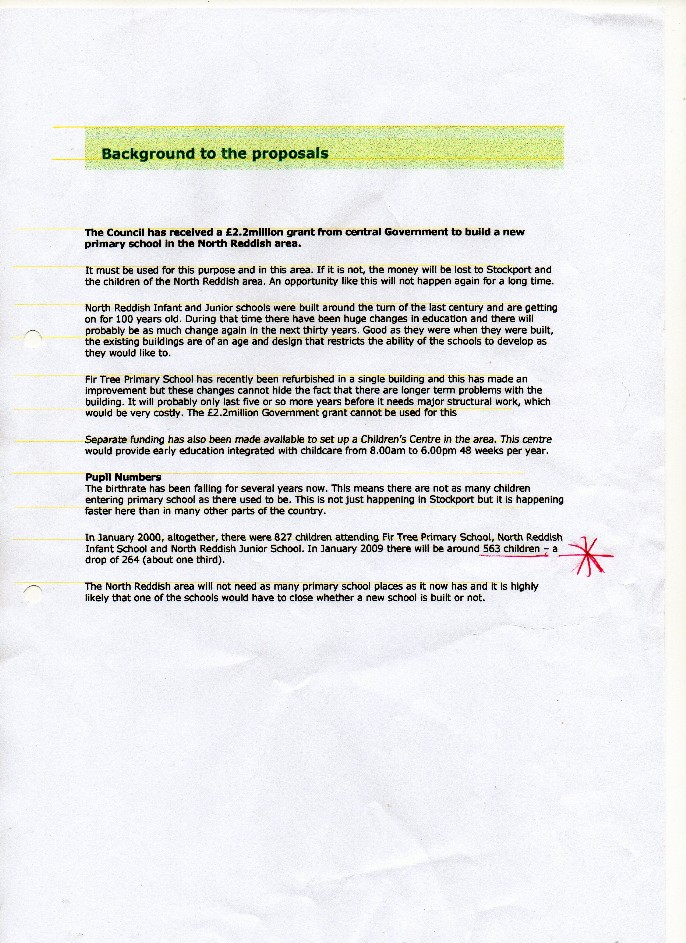 Background to the proposals
The Council has received a £2.2million grant from central Government to build a new
primary school in the North Reddish area.
It must be used for this purpose and in this area. If it is not, the money will be lost to Stockport and
the children of the North Reddish area. An opportunity like this will not happen again for a long time.
North Reddish Infant and Junior schools were built around the turn of the last century and are getting
on for 100 years old. During that time there have been huge changes in education and there will
probably be as much change again in the next thirty years. Good as they were when they were built,
the existing buildings are of an age and design that restricts the ability of the schools to develop as
they would like to.
Fir Tree Primary School has recently been refurbished in a single building and this has made an
improvement but these changes cannot hide the fact that there are longer term problems with the
building. It will probably only last five or so more years before it needs major structural work, which
would be very costly. The £2.2million Government grant cannot be used for this
Separate funding has also been made available to set up a Children's Centre in the area. This centre
would provide early education integrated with childcare from 8.00am to 6.00pm 48 weeks per year.
Pupil Numbers
The birthrate has been falling for several years now. This means there are not as many children
entering primary school as there used to be. This is not just happening in Stockport but it is happening
faster here than in many other parts of the country.
In January 2000, altogether, there were 827 children attending Fir Tree Primary School, North Reddish
Infant School and North Reddish Junior School. In January 2009 there will be around 563 children – a
drop of 264 (about one third).
The North Reddish area will not need as many primary school places as it now has and it is highly
likely that one of the schools would have to close whether a new school is built or not.